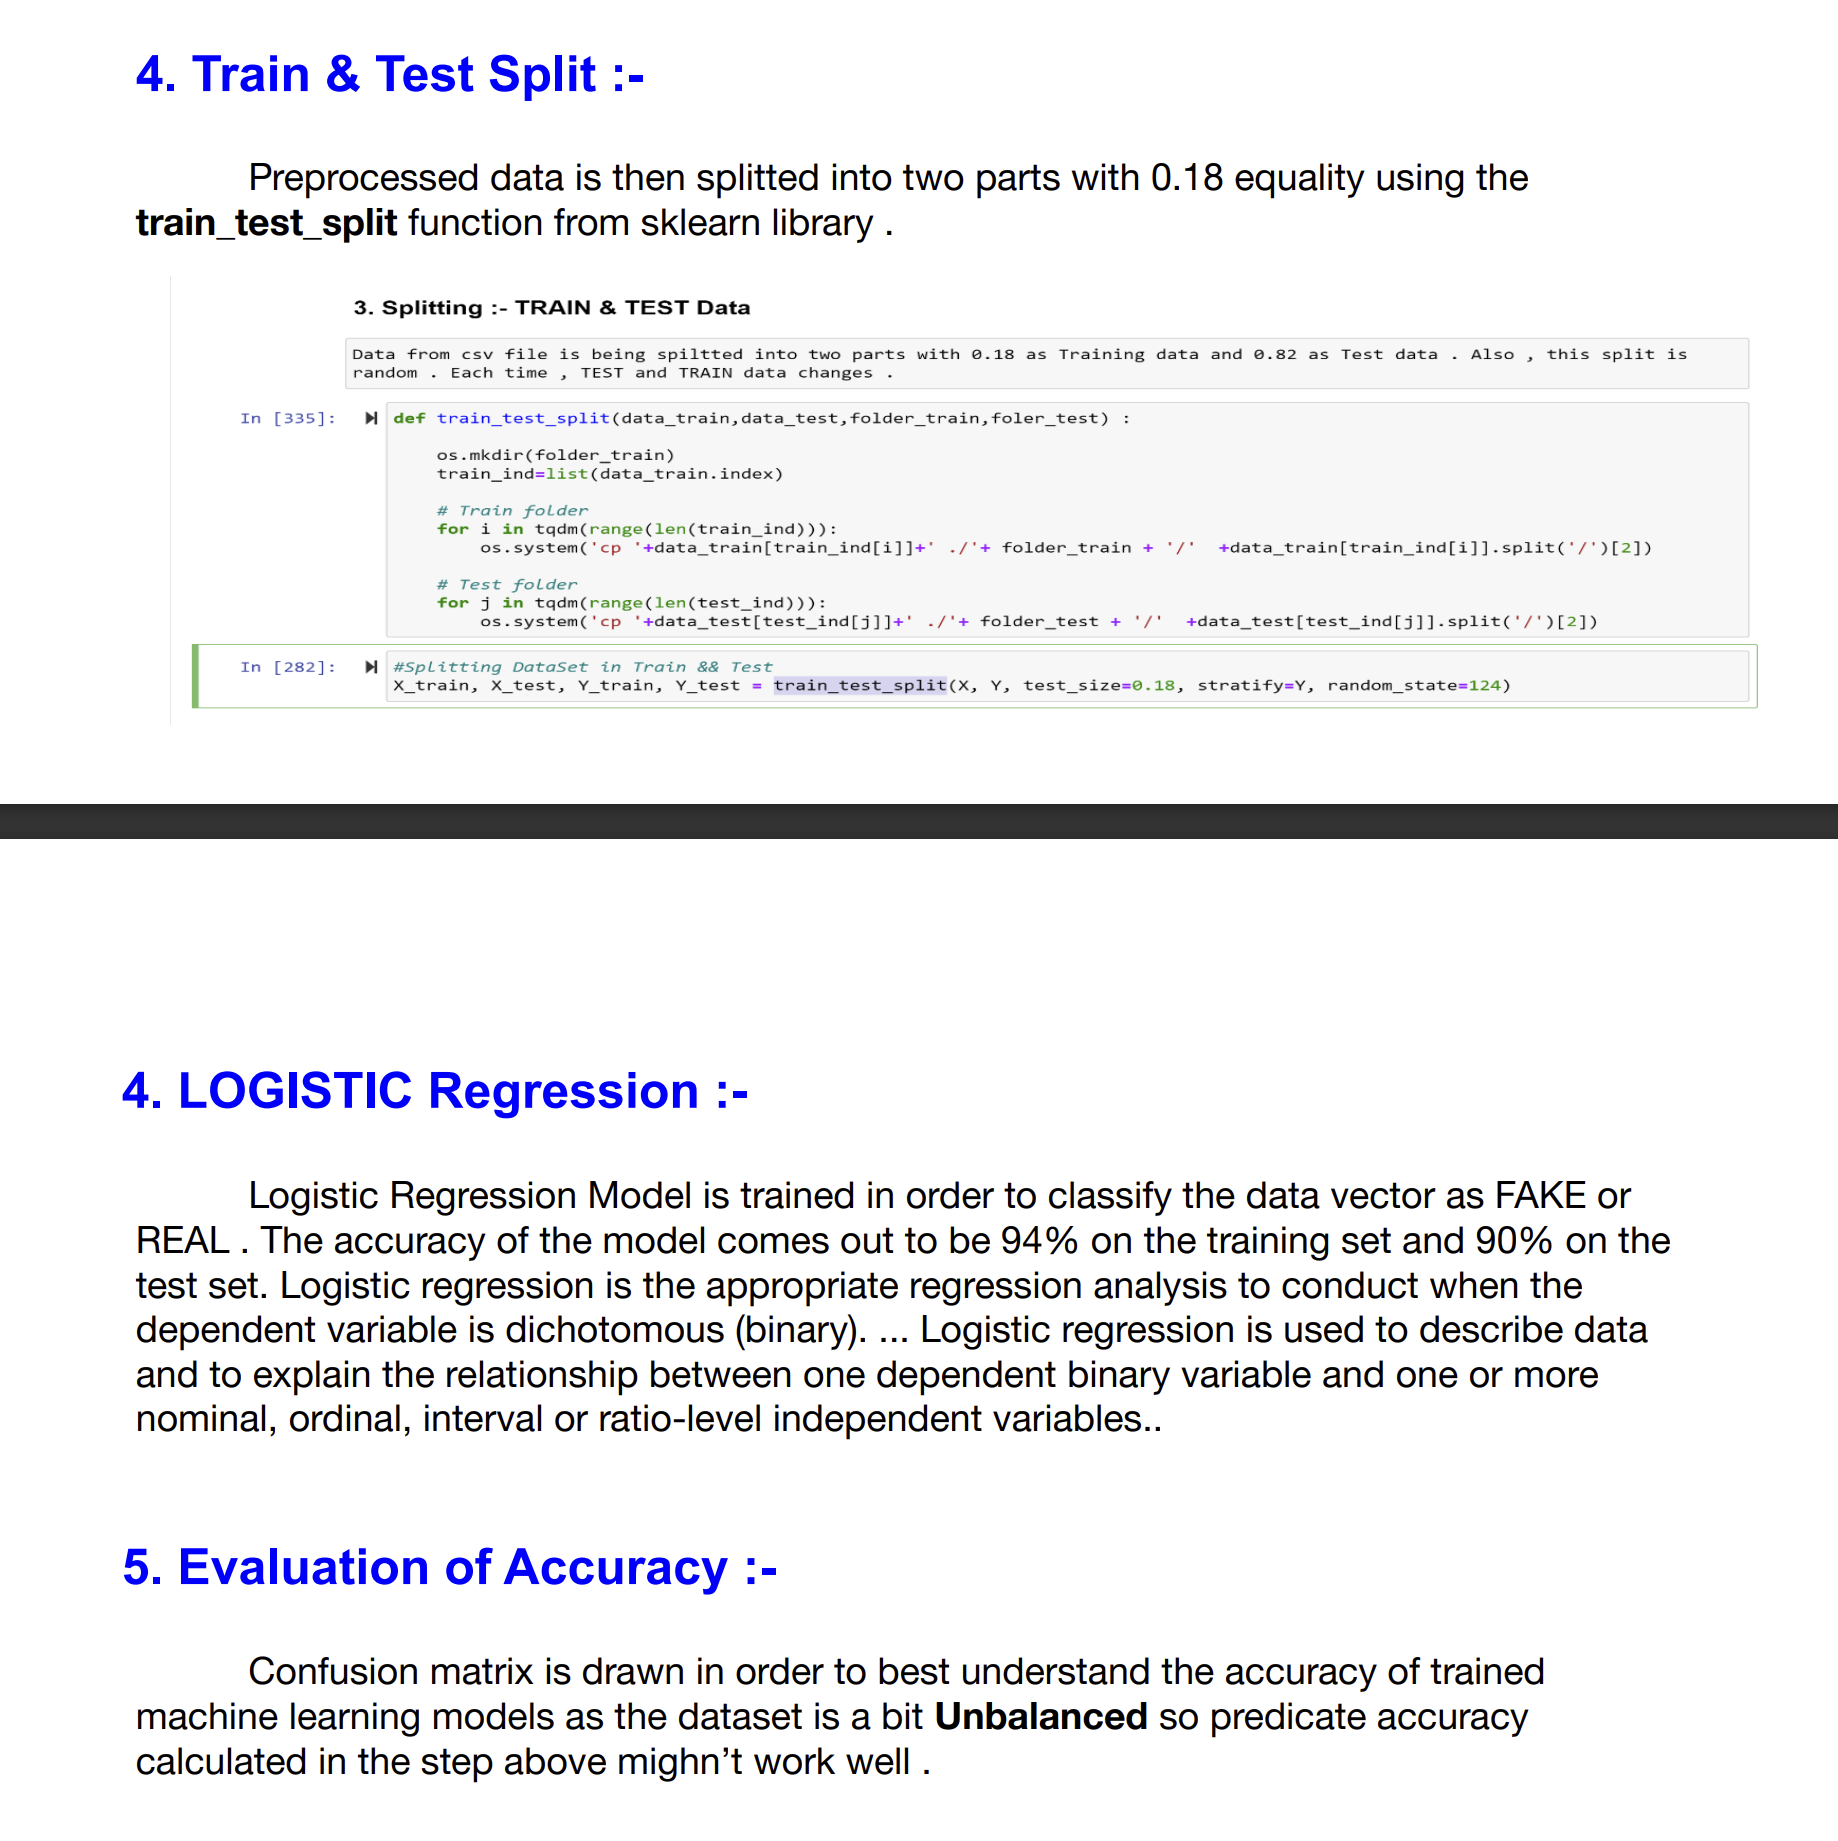 4. Train & Test Split :-
Preprocessed data is then splitted into two parts with 0.18 equality using the
train_test_split function from sklearn library .
3. Splitting :- TRAIN & TEST Data
Data from csv file is being spiltted into two parts with 0.18 as Training data and 0.82 as Test data . Also , this split is
random . Each time , TEST and TRAIN data changes .
In [335]: def train_test_split(data_train,data_test,folder_train,foler_test) :
os.mkdir(folder_train)
train_ind=list(data_train.index)
# Train folder
for i in tqdm(range(len(train_ind))):
os.system('cp '+data_train[train_ind[i]]+' ./'+ folder_train + '/'  +data_train[train_ind[i]].split('/')[2])
# Test folder
for j in tqdm(range(len(test_ind))):
os.system('cp '+data_test[test_ind[j]]+' ./'+ folder_test + '/'  +data_test[test_ind[j]].split('/')[2])
In [282]: #Splitting DataSet in Train && Test
X_train, X_test, Y_train, Y_test = train_test_split(X, Y, test_size=0.18, stratify=Y, random_state=124)
4. LOGISTIC Regression :-
Logistic Regression Model is trained in order to classify the data vector as FAKE or
REAL . The accuracy of the model comes out to be 94% on the training set and 90% on the
test set. Logistic regression is the appropriate regression analysis to conduct when the
dependent variable is dichotomous (binary). ... Logistic regression is used to describe data
and to explain the relationship between one dependent binary variable and one or more
nominal, ordinal, interval or ratio-level independent variables..
5. Evaluation of Accuracy :-
Confusion matrix is drawn in order to best understand the accuracy of trained
machine learning models as the dataset is a bit Unbalanced so predicate accuracy
calculated in the step above mighn’t work well .